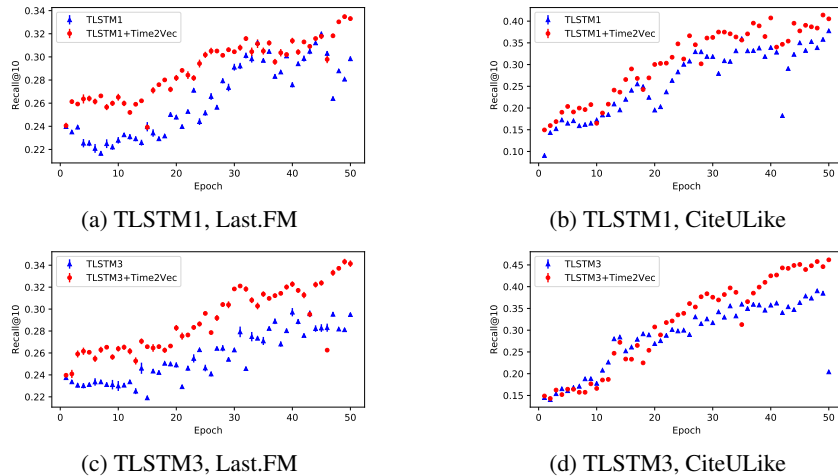 TLSTM1
TLSTM1+Time2Vec
Recall@10
0.34
0.32
0.30
0.28
0.26
0.24
0.22
0 10 20 30 40 50
Epoch
(a) TLSTM1, Last.FM
TLSTM1
TLSTM1+Time2Vec
Recall@10
0.40
0.35
0.30
0.25
0.20
0.15
0.10
0 10 20 30 40 50
Epoch
(b) TLSTM1, CiteULike
TLSTM3
TLSTM3+Time2Vec
Recall@10
0.34
0.32
0.30
0.28
0.26
0.24
0.22
0 10 20 30 40 50
Epoch
(c) TLSTM3, Last.FM
TLSTM3
TLSTM3+Time2Vec
Recall@10
0.45
0.40
0.35
0.30
0.25
0.20
0.15
0 10 20 30 40 50
Epoch
(d) TLSTM3, CiteULike